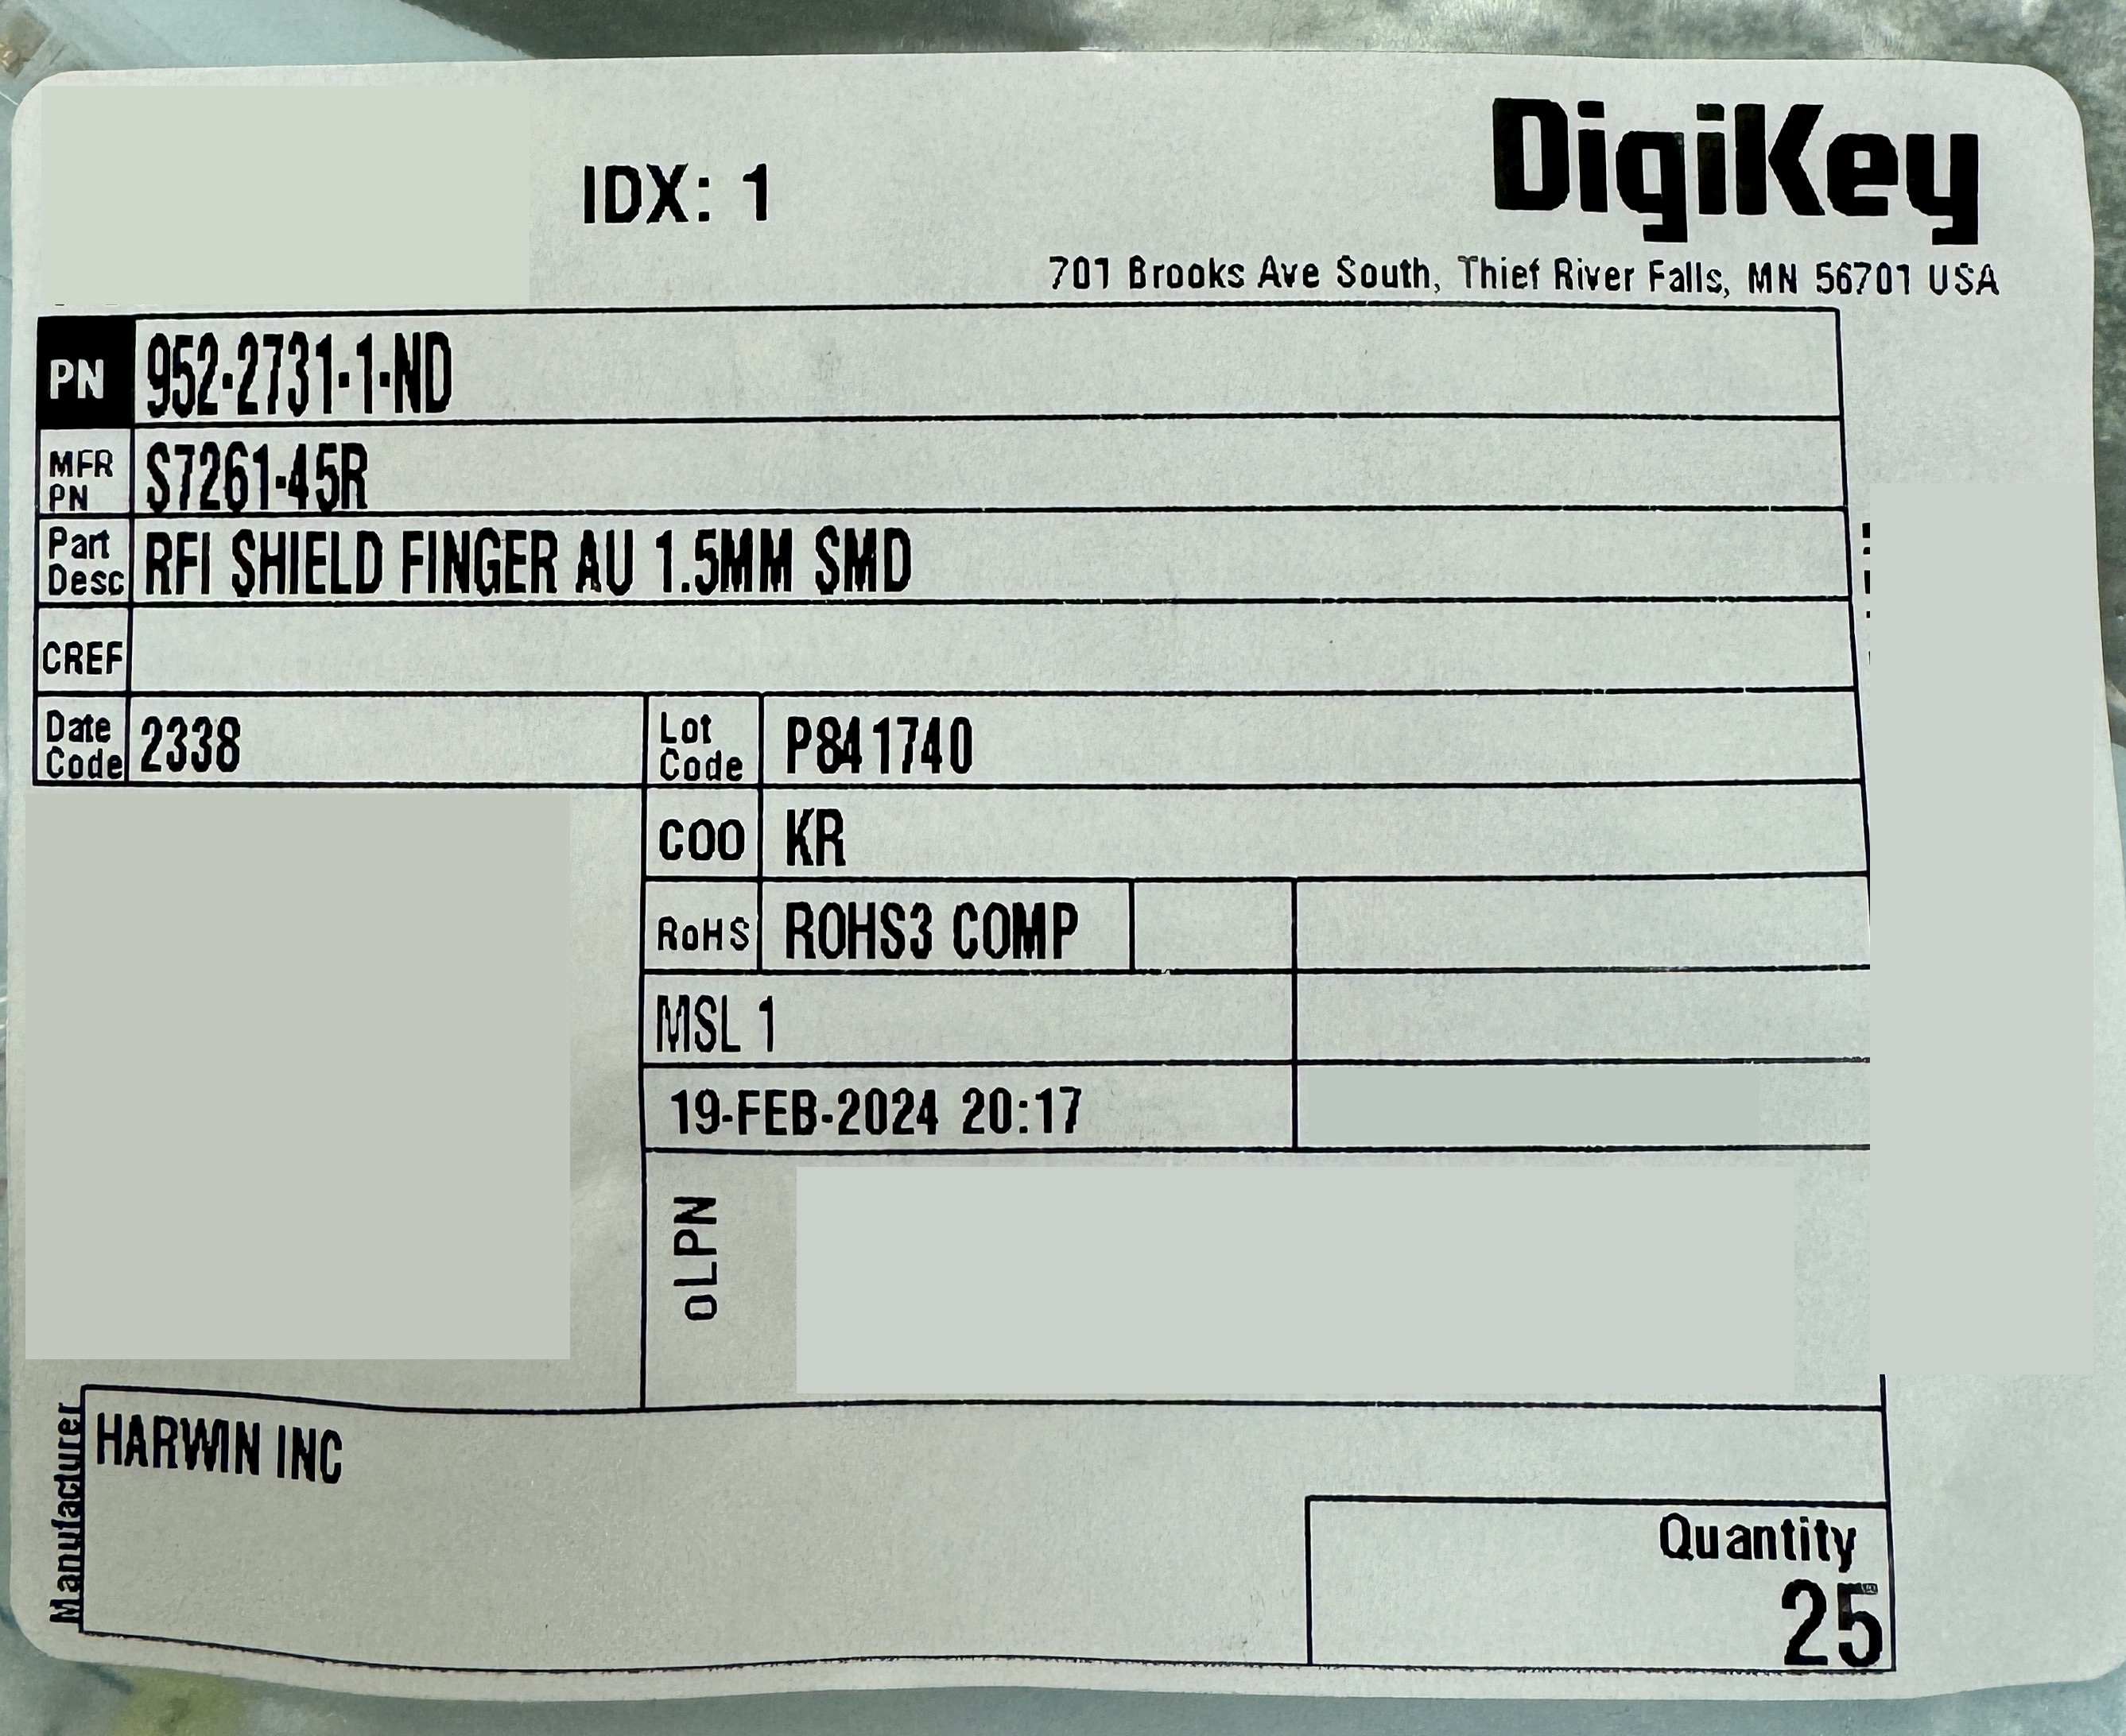 IDX: 1
DigiKey
701 Brooks Ave South, Thief River Falls, MN 56701 USA
PN 952-2731-1-ND
MFR PN S7261-45R
Part Desc RFI SHIELD FINGER AU 1.5MM SMD
CREF
Date Code 2338
Lot Code P841740
COO KR
RoHS ROHS3 COMP
MSL 1
19-FEB-2024 20:17
oLPN
Manufacturer
HARWIN INC
Quantity
25